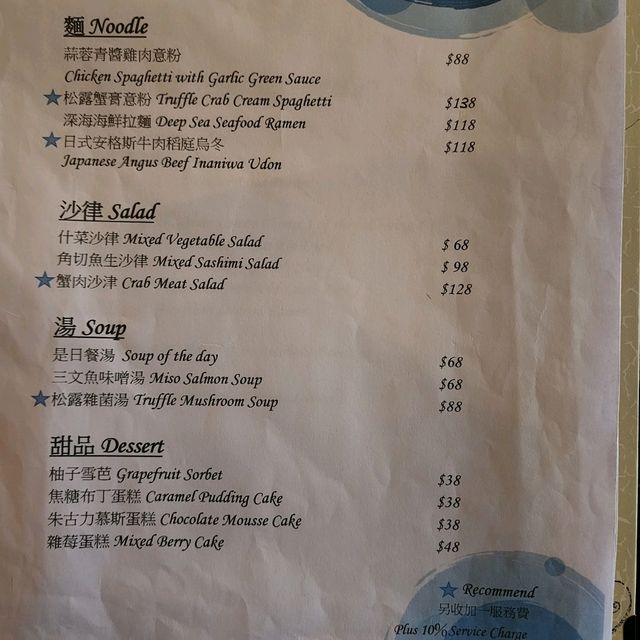 麵 Noodle
蒜蓉青醬雞肉意粉 $88
Chicken Spaghetti with Garlic Green Sauce
松露蟹膏意粉 Truffle Crab Cream Spaghetti $138
深海海鮮拉麵 Deep Sea Seafood Ramen $118
日式安格斯牛肉稻庭烏冬 $118
Japanese Angus Beef Inaniwa Udon
沙律 Salad
什菜沙律 Mixed Vegetable Salad $ 68
角切魚生沙律 Mixed Sashimi Salad $ 98
蟹肉沙津 Crab Meat Salad $128
湯 Soup
是日餐湯 Soup of the day $68
三文魚味噌湯 Miso Salmon Soup $68
松露雜菌湯 Truffle Mushroom Soup $88
甜品 Dessert
柚子雪芭 Grapefruit Sorbet $38
焦糖布丁蛋糕 Caramel Pudding Cake $38
朱古力慕斯蛋糕 Chocolate Mousse Cake $38
雜莓蛋糕 Mixed Berry Cake $48
Recommend
另收加一服務費
Plus 10% Service Charge